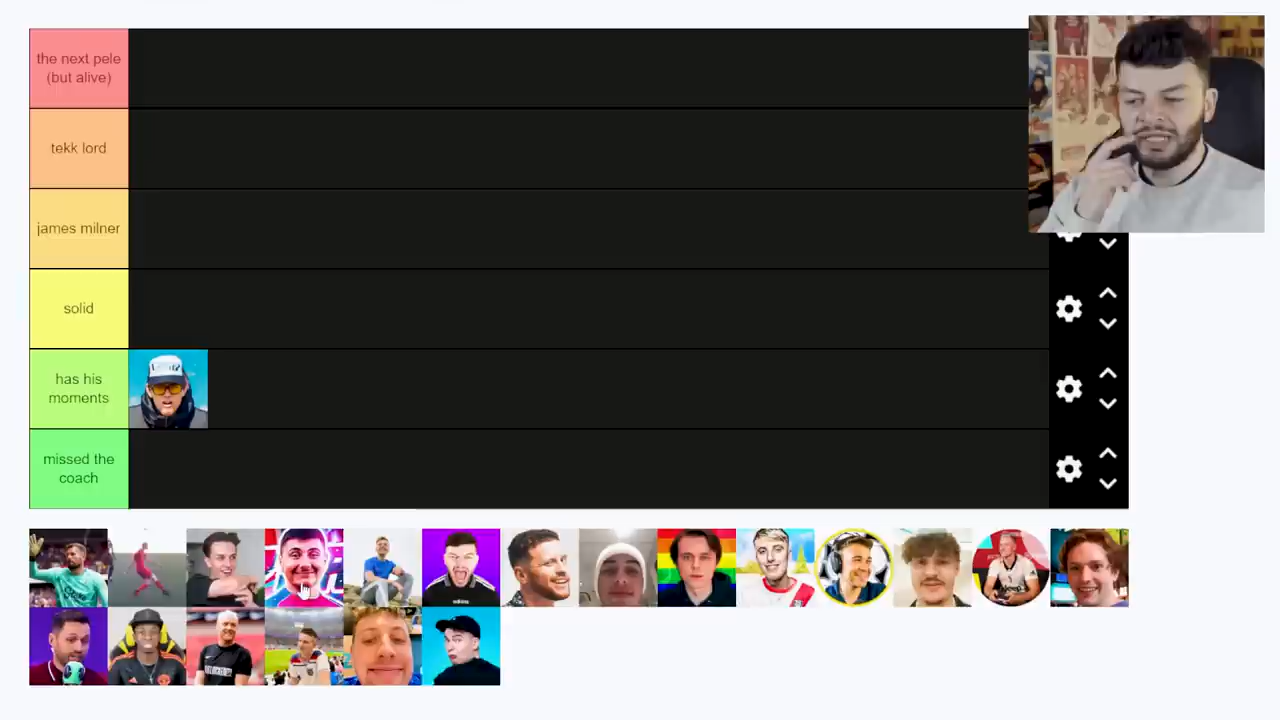 the next pele
(but alive)
tekk lord
james milner
solid
has his
moments
missed the
coach